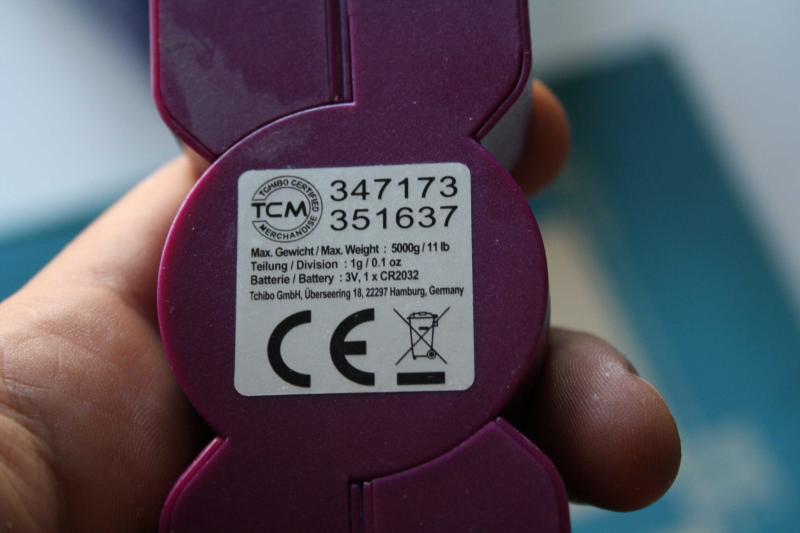 TCHIBO CERTIFIED
TCM
MERCHANDISE
347173
351637
Max. Gewicht / Max. Weight : 5000g / 11 lb
Teilung / Division : 1g / 0.1 oz
Batterie / Battery : 3V, 1 x CR2032
Tchibo GmbH, Überseering 18, 22297 Hamburg, Germany
CE